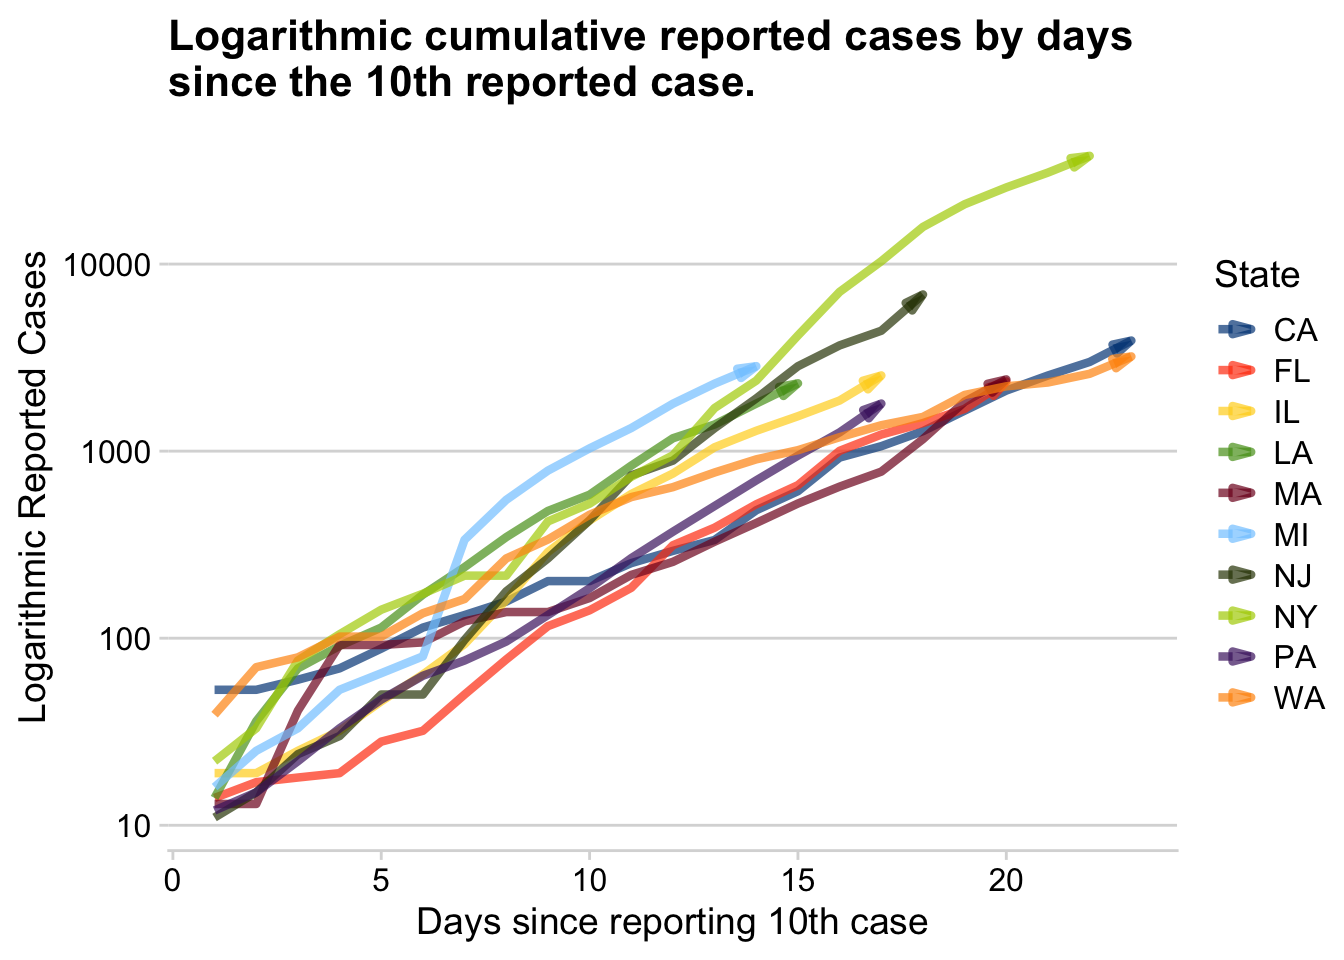 Logarithmic cumulative reported cases by days
since the 10th reported case.
Logarithmic Reported Cases
10000
1000
100
10
0
5
10
15
20
Days since reporting 10th case
State
CA
FL
IL
LA
MA
MI
NJ
NY
PA
WA